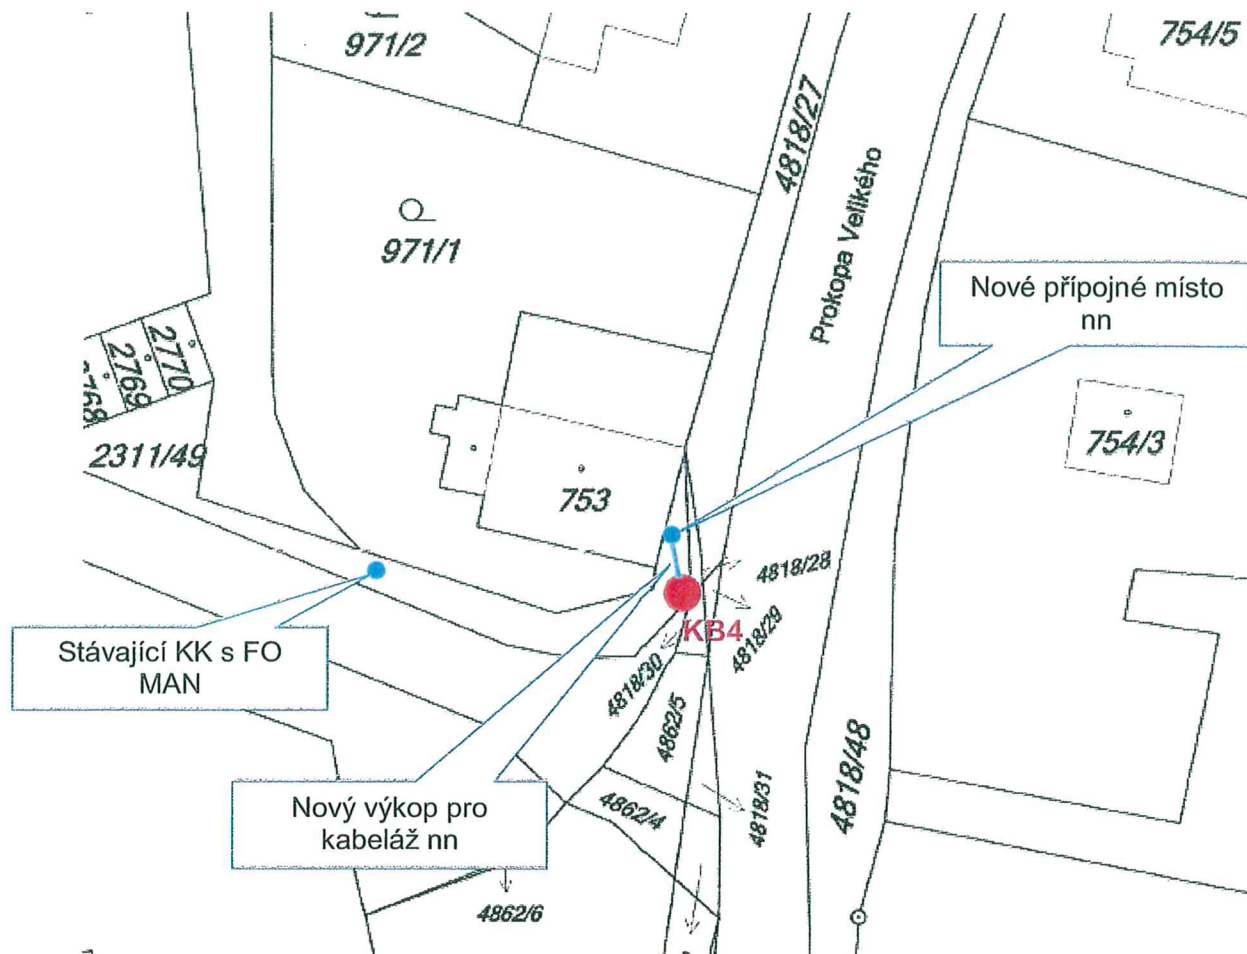 971/2
754/5
4818/27
Prokopa Velikého
971/1
Nové přípojné místo
nn
2770
2769
2311/49
754/3
753
4818/28
KB4
4818/29
Stávající KK s FO
MAN
4818/30
4862/5
4818/48
4818/31
Nový výkop pro
kabeláž nn
4862/4
4862/6